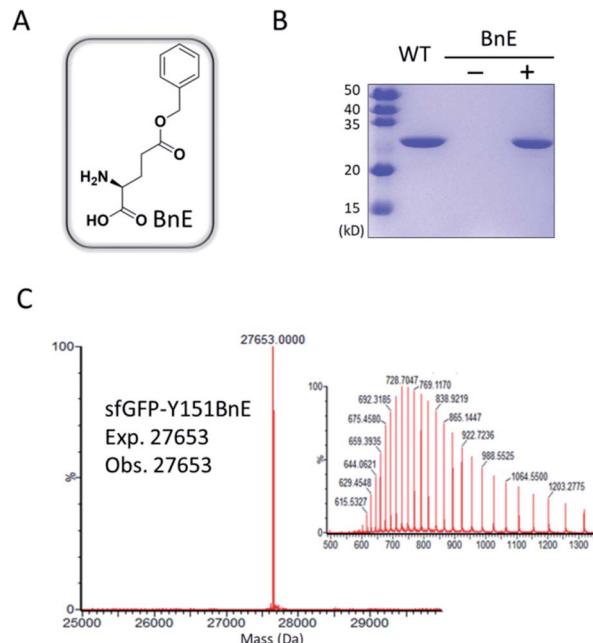 A
O
O
H₂N
HO
O
BnE
B
WT
BnE
–
+
50
40
35
20
15
(kD)
C
27653.0000
100
%
0
sfGFP-Y151BnE
Exp. 27653
Obs. 27653
25000 26000 27000 28000 29000
Mass (Da)
100
%
0
728.7047
769.1170
692.3185
838.9219
675.4580
865.1447
659.3935
922.7236
644.0621
988.5525
629.4548
1064.5500
615.5327
1203.2775
500 600 700 800 900 1000 1100 1200 1300